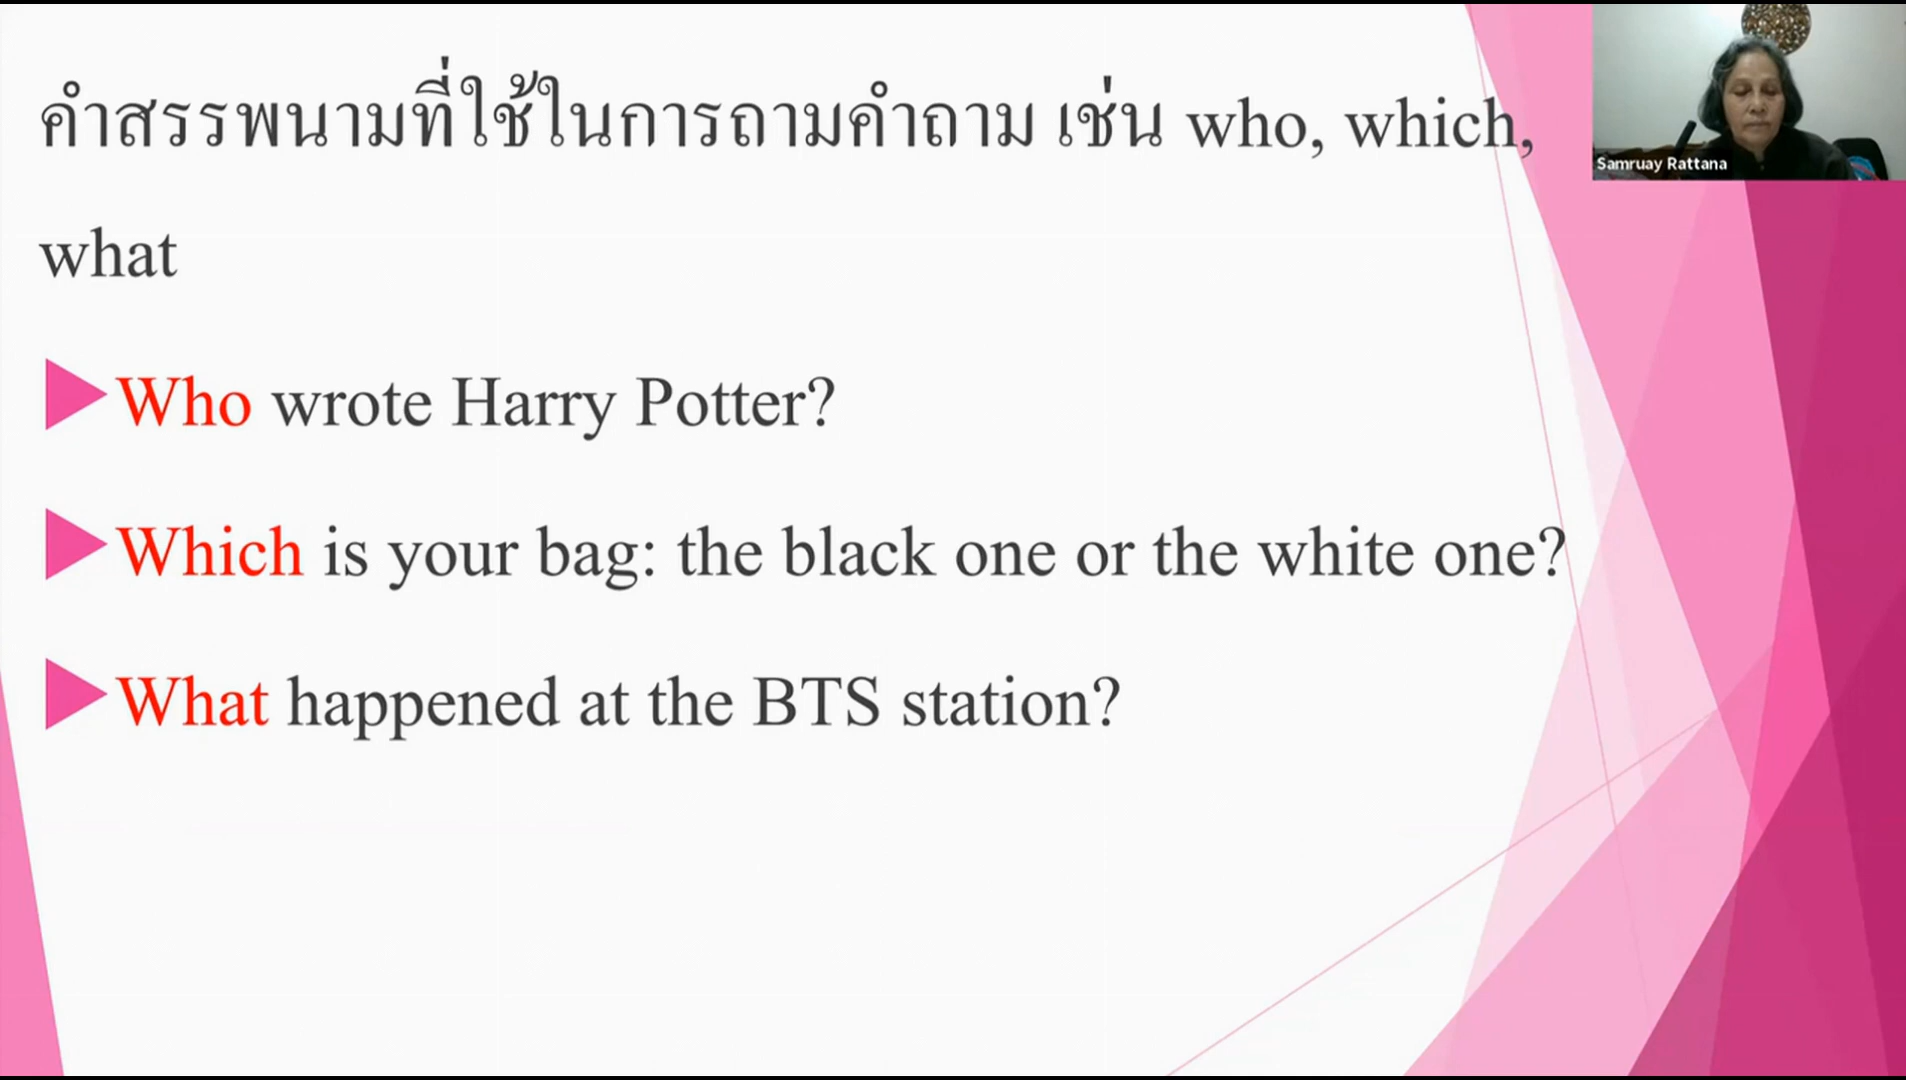 คำสรรพนามที่ใช้ในการถามคำถาม เช่น who, which,
what
Who wrote Harry Potter?
Which is your bag: the black one or the white one?
What happened at the BTS station?
Samruay Rattana